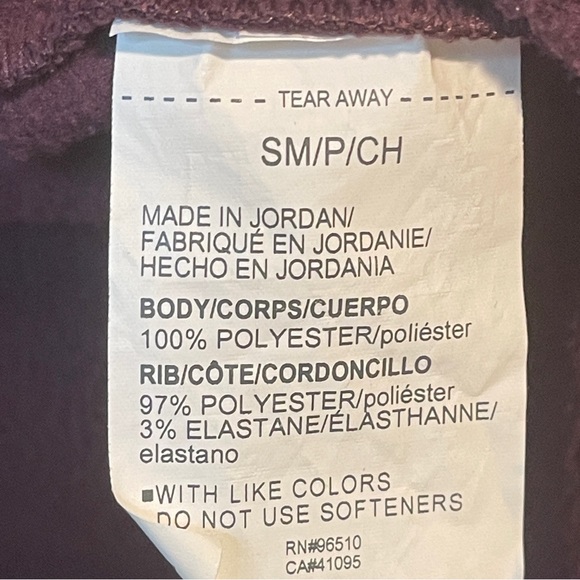 TEAR AWAY
SM/P/CH
MADE IN JORDAN/
FABRIQUÉ EN JORDANIE/
HECHO EN JORDANIA
BODY/CORPS/CUERPO
100% POLYESTER/poliéster
RIB/CÔTE/CORDONCILLO
97% POLYESTER/poliéster
3% ELASTANE/ÉLASTHANNE/
elastano
■WITH LIKE COLORS
DO NOT USE SOFTENERS
RN#96510
CA#41095